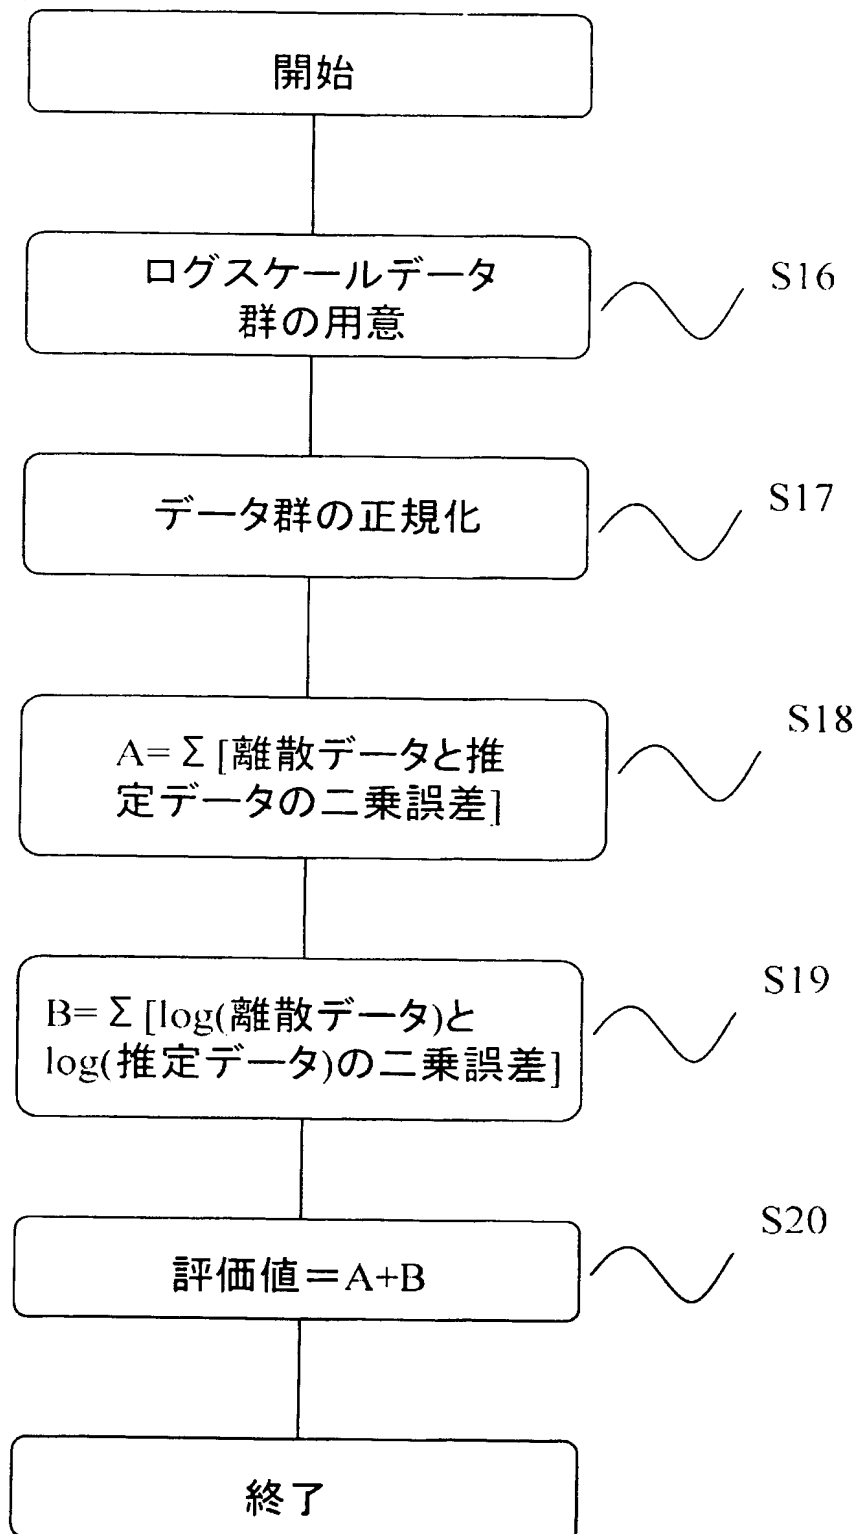 開始
ログスケールデータ
群の用意
S16
データ群の正規化
S17
A=Σ[離散データと推
定データの二乗誤差]
S18
B=Σ[log(離散データ)と
log(推定データ)の二乗誤差]
S19
評価値=A+B
S20
終了